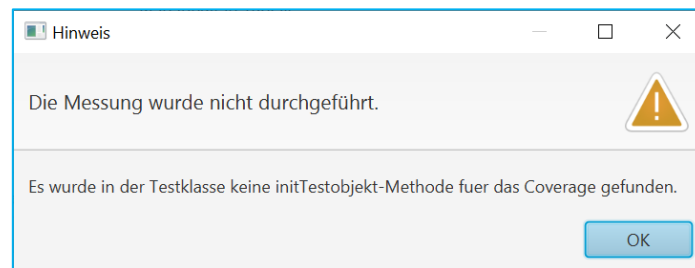 Hinweis
Die Messung wurde nicht durchgeführt.
Es wurde in der Testklasse keine initTestobjekt-Methode fuer das Coverage gefunden.
OK